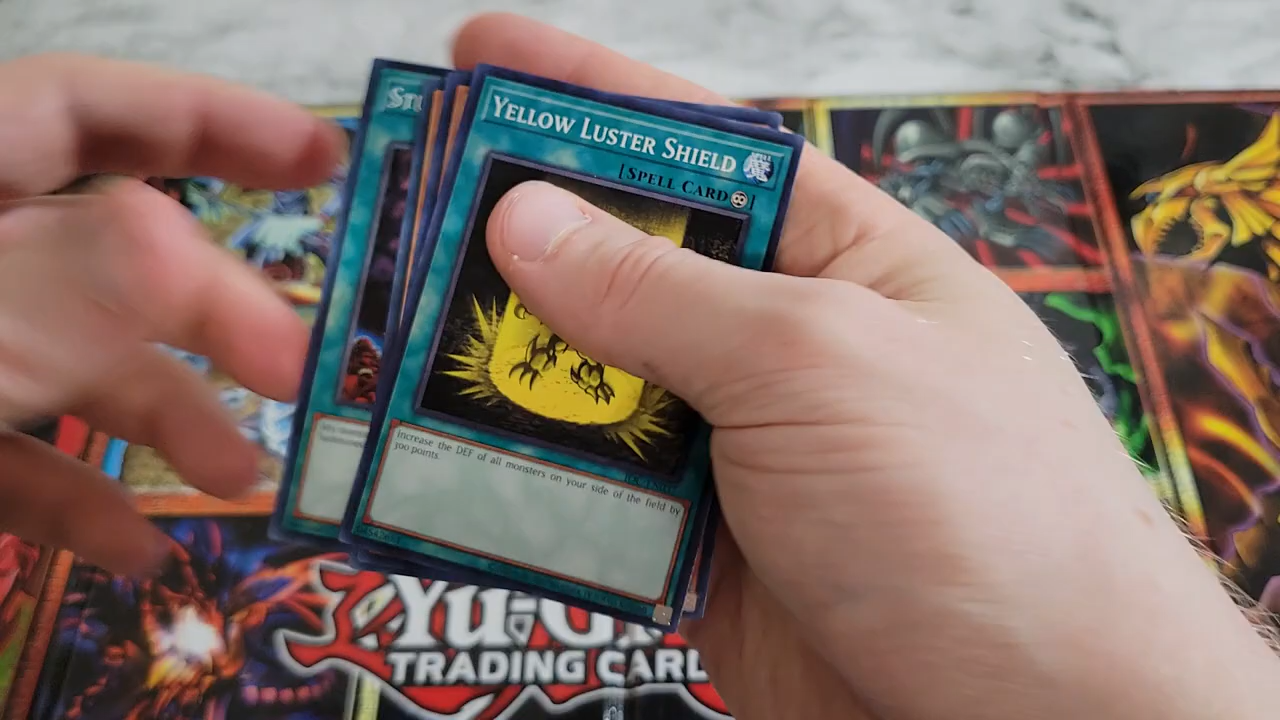 YELLOW LUSTER SHIELD
[SPELL CARD
Increase the DEF of all monsters on your side of the field by
300 points.
YU-GI
TRADING CARD